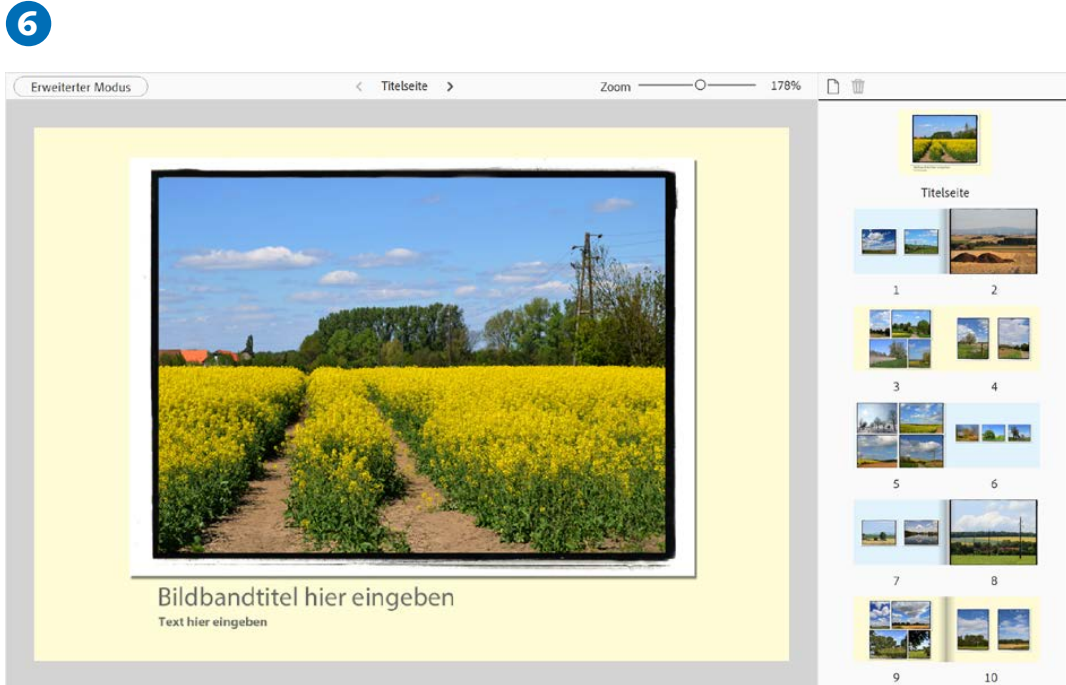 6
Erweiterter Modus
Titelseite
Zoom
178%
Bildbandtitel hier eingeben
Text hier eingeben
Titelseite
1 2
3 4
5 6
7 8
9 10